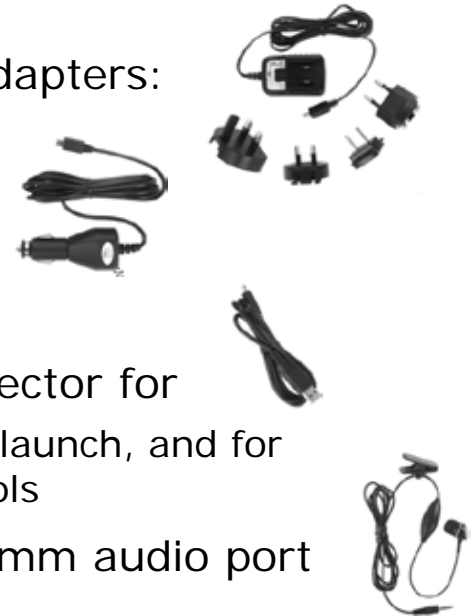 dapters:
ector for
launch, and for
ols
mm audio port